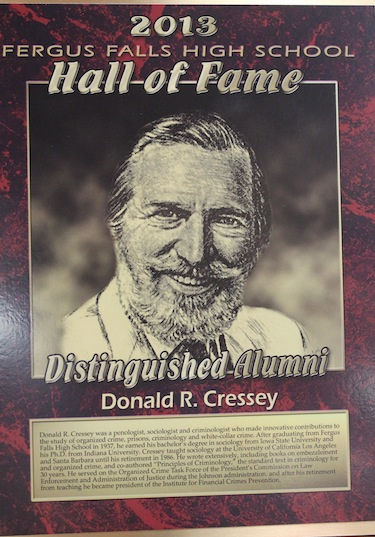 2013
FERGUS FALLS HIGH SCHOOL
Hall of Fame
Distinguished Alumni
Donald R. Cressey
Donald R. Cressey was a penologist, sociologist and criminologist who made innovative contributions to
the study of organized crime, prisons, criminology and white-collar crime. After graduating from Fergus
Falls High School in 1937, he earned his bachelor's degree in sociology from Iowa State University and
his Ph.D. from Indiana University. Cressey taught sociology at the University of California Los Angeles
and Santa Barbara until his retirement in 1986. He wrote extensively, including books on embezzlement
and organized crime, and co-authored "Principles of Criminology," the standard text in criminology for
30 years. He served on the Organized Crime Task Force of the President's Commission on Law
Enforcement and Administration of Justice during the Johnson administration, and after his retirement
from teaching he became president of the Institute for Financial Crimes Prevention.